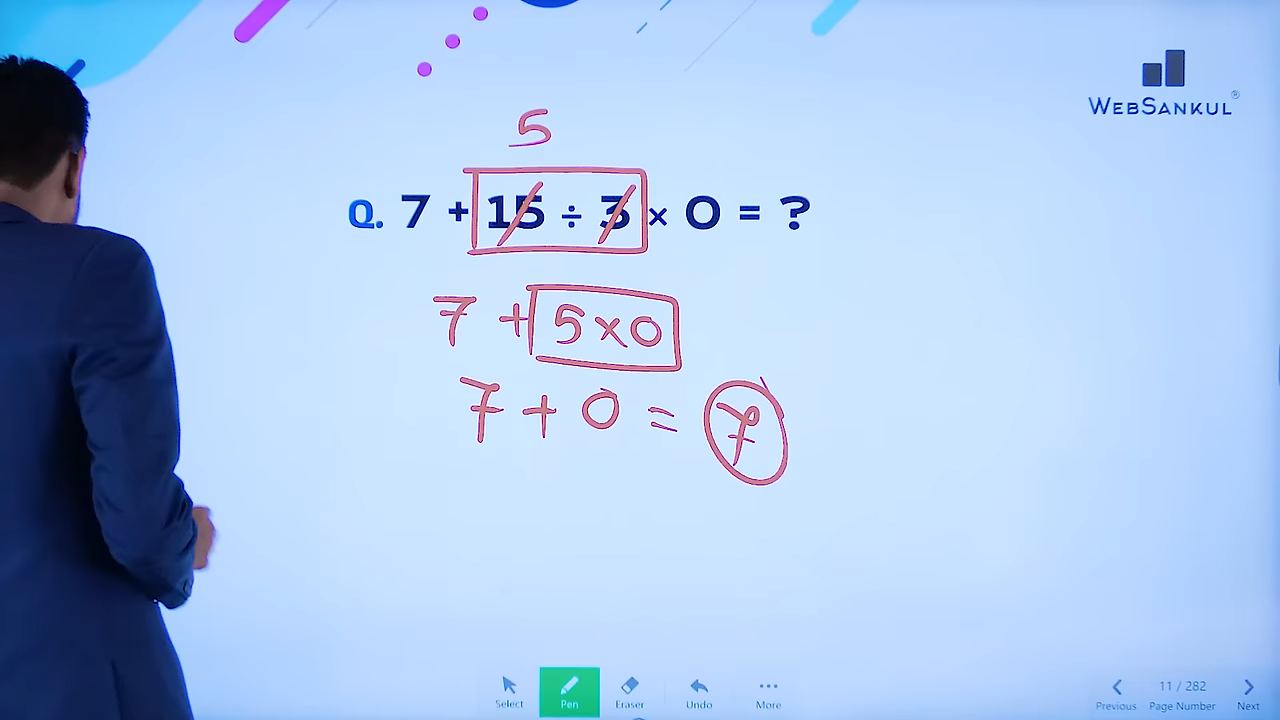 WEBSANKUL®
5
Q. 7 + 15 ÷ 3 × 0 = ?
7 + 5 × 0
7 + 0 = 7
Select Pen Eraser Undo More
11 / 282
Previous Page Number Next